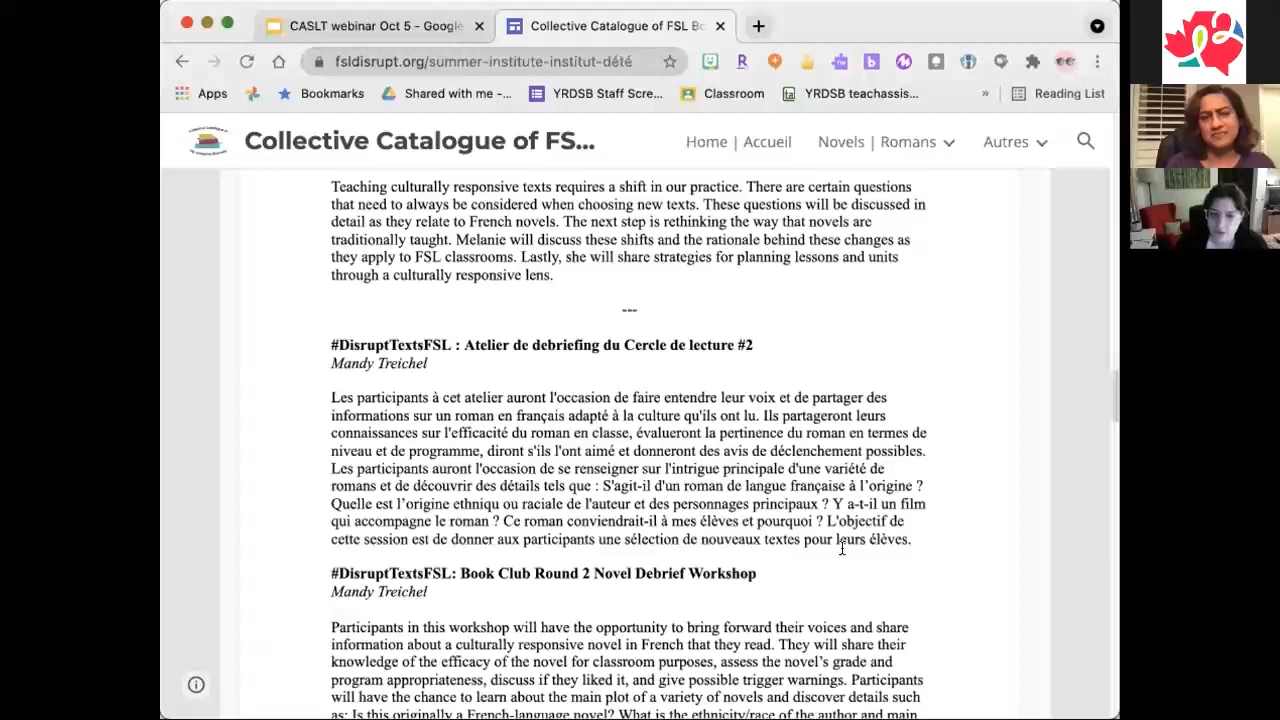 CASLT webinar Oct 5 - Google
Collective Catalogue of FSL Bo
fsldisrupt.org/summer-institute-institut-dété
Apps
Bookmarks
Shared with me -...
YRDSB Staff Scre...
Classroom
YRDSB teachassis...
»
Reading List
Collective Catalogue of FS...
Home | Accueil
Novels | Romans
Autres
Teaching culturally responsive texts requires a shift in our practice. There are certain questions
that need to always be considered when choosing new texts. These questions will be discussed in
detail as they relate to French novels. The next step is rethinking the way that novels are
traditionally taught. Melanie will discuss these shifts and the rationale behind these changes as
they apply to FSL classrooms. Lastly, she will share strategies for planning lessons and units
through a culturally responsive lens.
---
#DisruptTextsFSL : Atelier de debriefing du Cercle de lecture #2
Mandy Treichel
Les participants à cet atelier auront l'occasion de faire entendre leur voix et de partager des
informations sur un roman en français adapté à la culture qu'ils ont lu. Ils partageront leurs
connaissances sur l'efficacité du roman en classe, évalueront la pertinence du roman en termes de
niveau et de programme, diront s'ils l'ont aimé et donneront des avis de déclenchement possibles.
Les participants auront l'occasion de se renseigner sur l'intrigue principale d'une variété de
romans et de découvrir des détails tels que : S'agit-il d'un roman de langue française à l’origine ?
Quelle est l’origine ethniqu ou raciale de l'auteur et des personnages principaux ? Y a-t-il un film
qui accompagne le roman ? Ce roman conviendrait-il à mes élèves et pourquoi ? L'objectif de
cette session est de donner aux participants une sélection de nouveaux textes pour leurs élèves.
#DisruptTextsFSL: Book Club Round 2 Novel Debrief Workshop
Mandy Treichel
Participants in this workshop will have the opportunity to bring forward their voices and share
information about a culturally responsive novel in French that they read. They will share their
knowledge of the efficacy of the novel for classroom purposes, assess the novel’s grade and
program appropriateness, discuss if they liked it, and give possible trigger warnings. Participants
will have the chance to learn about the main plot of a variety of novels and discover details such
as: Is this originally a French-language novel? What is the ethnicity/race of the author and main